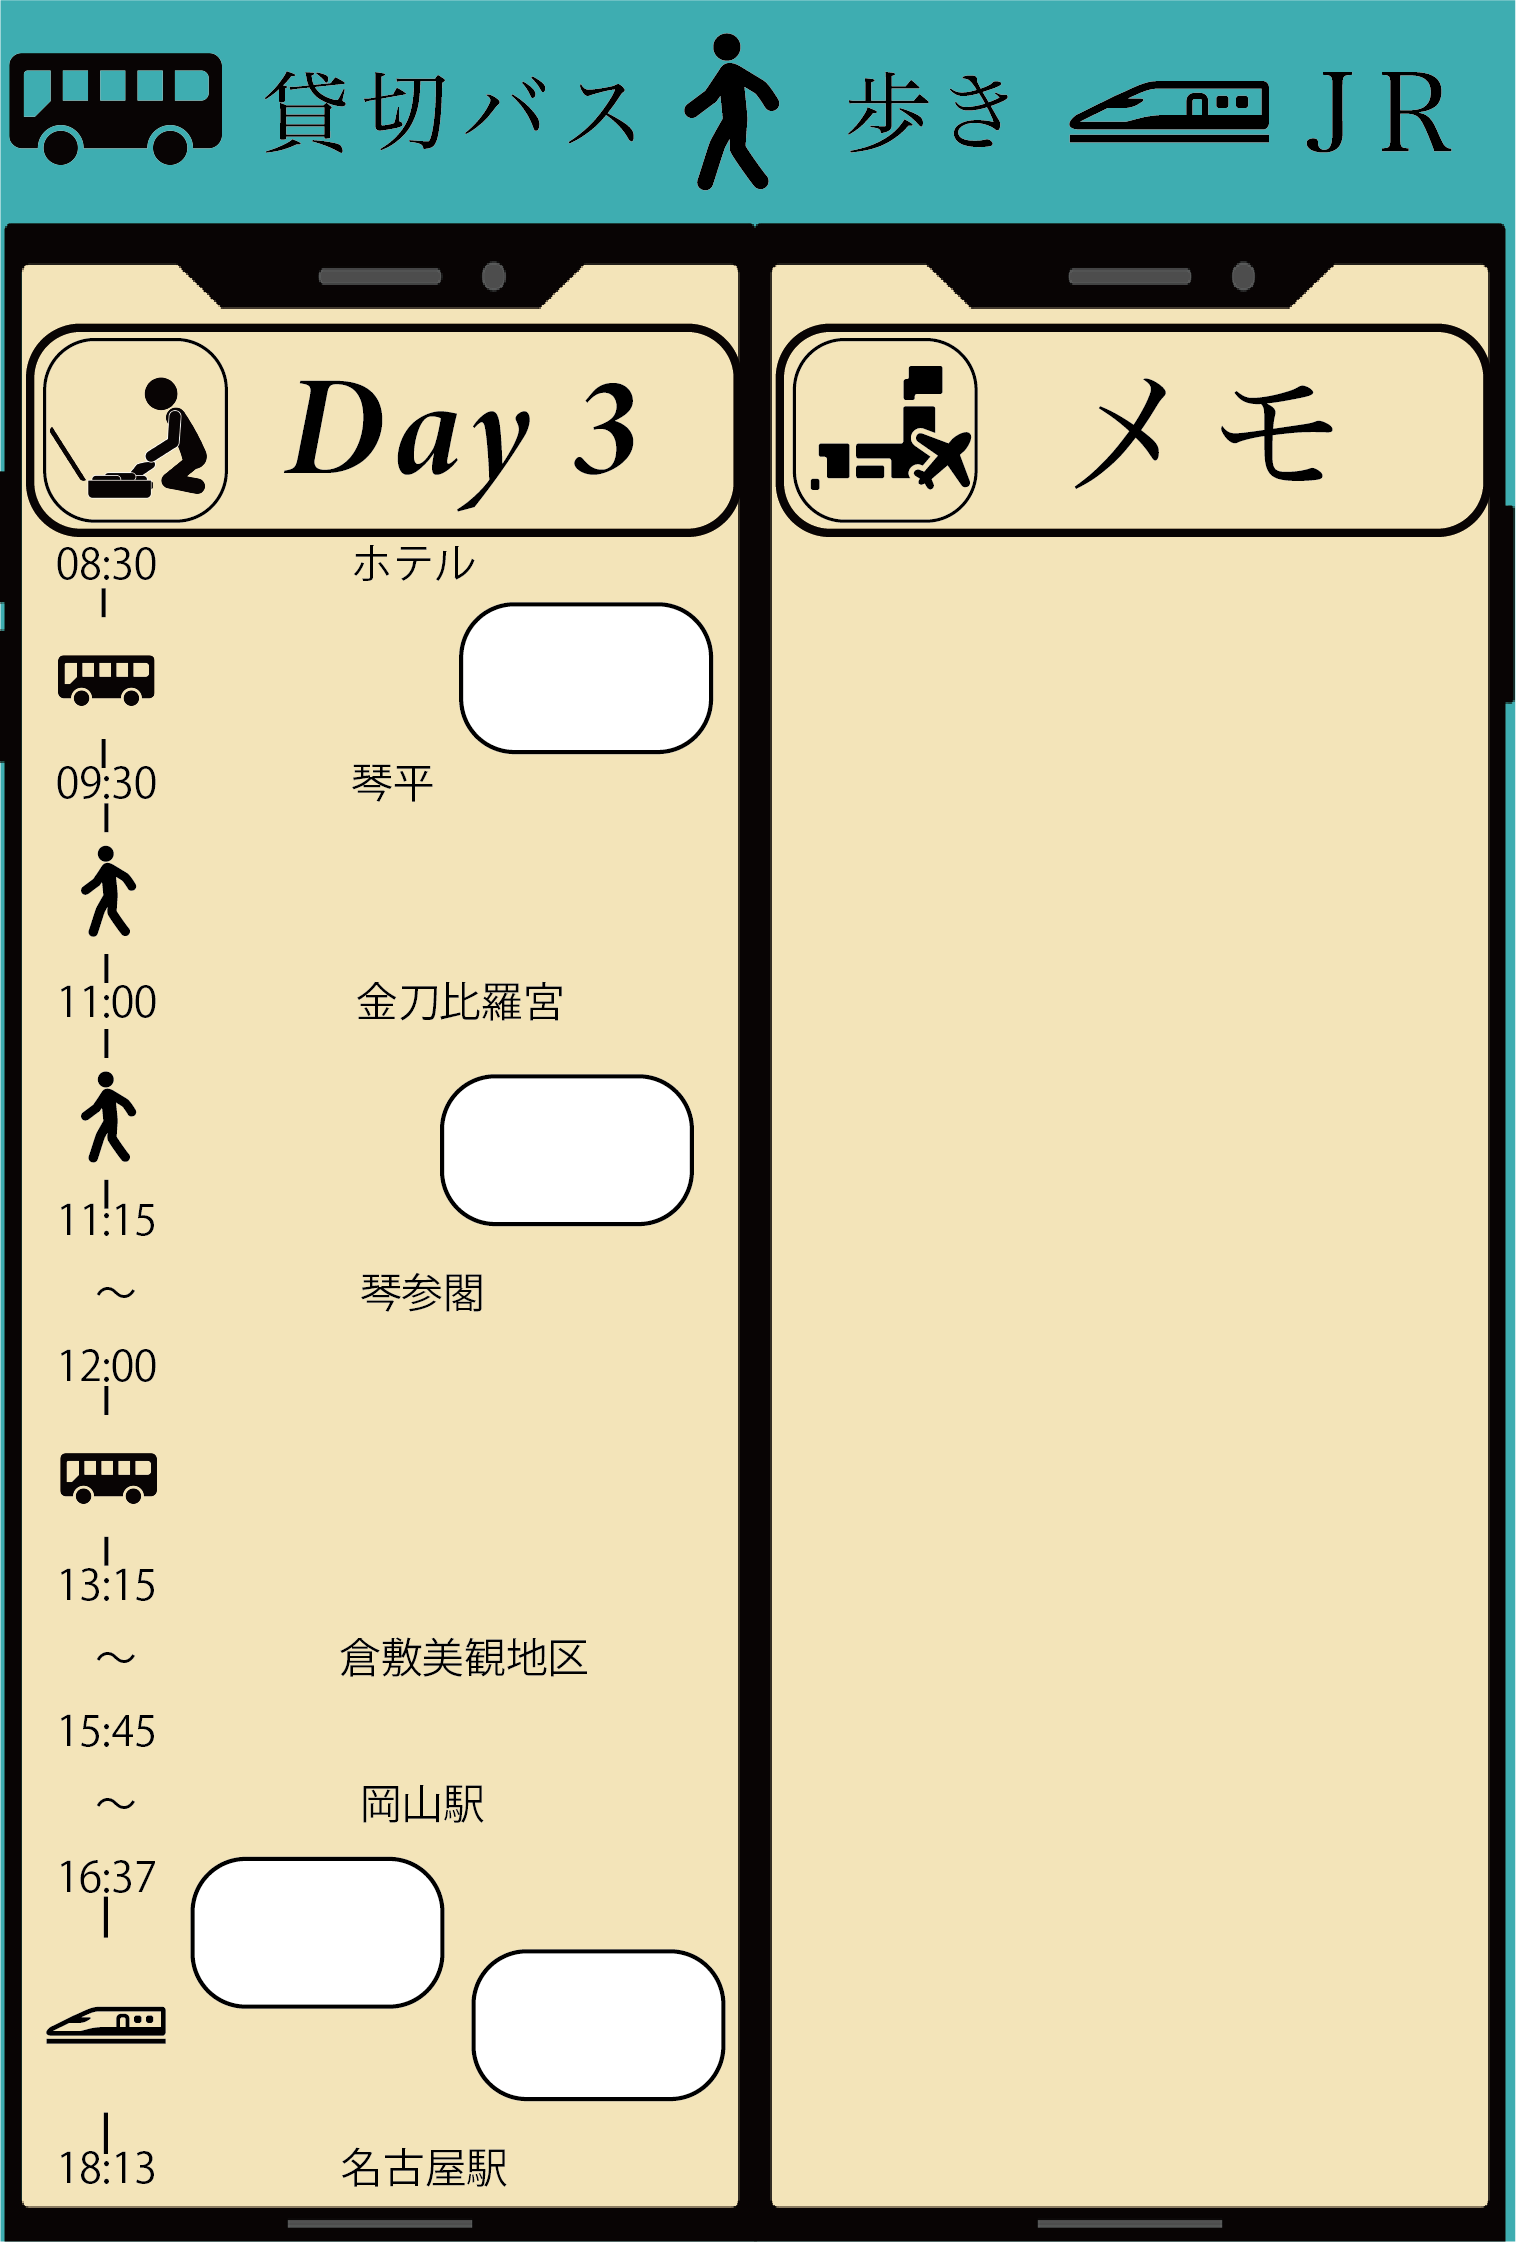 貸切バス 歩き JR
Day 3
08:30 ホテル
09:30 琴平
11:00 金刀比羅宮
11:15
～ 琴参閣
12:00
13:15
～ 倉敷美観地区
15:45
～ 岡山駅
16:37
18:13 名古屋駅
メモ